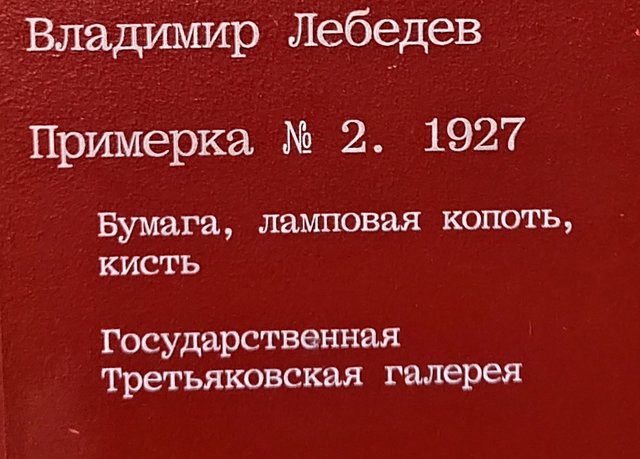 Владимир Лебедев
Примерка № 2. 1927
Бумага, ламповая копоть,
кисть
Государственная
Третьяковская галерея